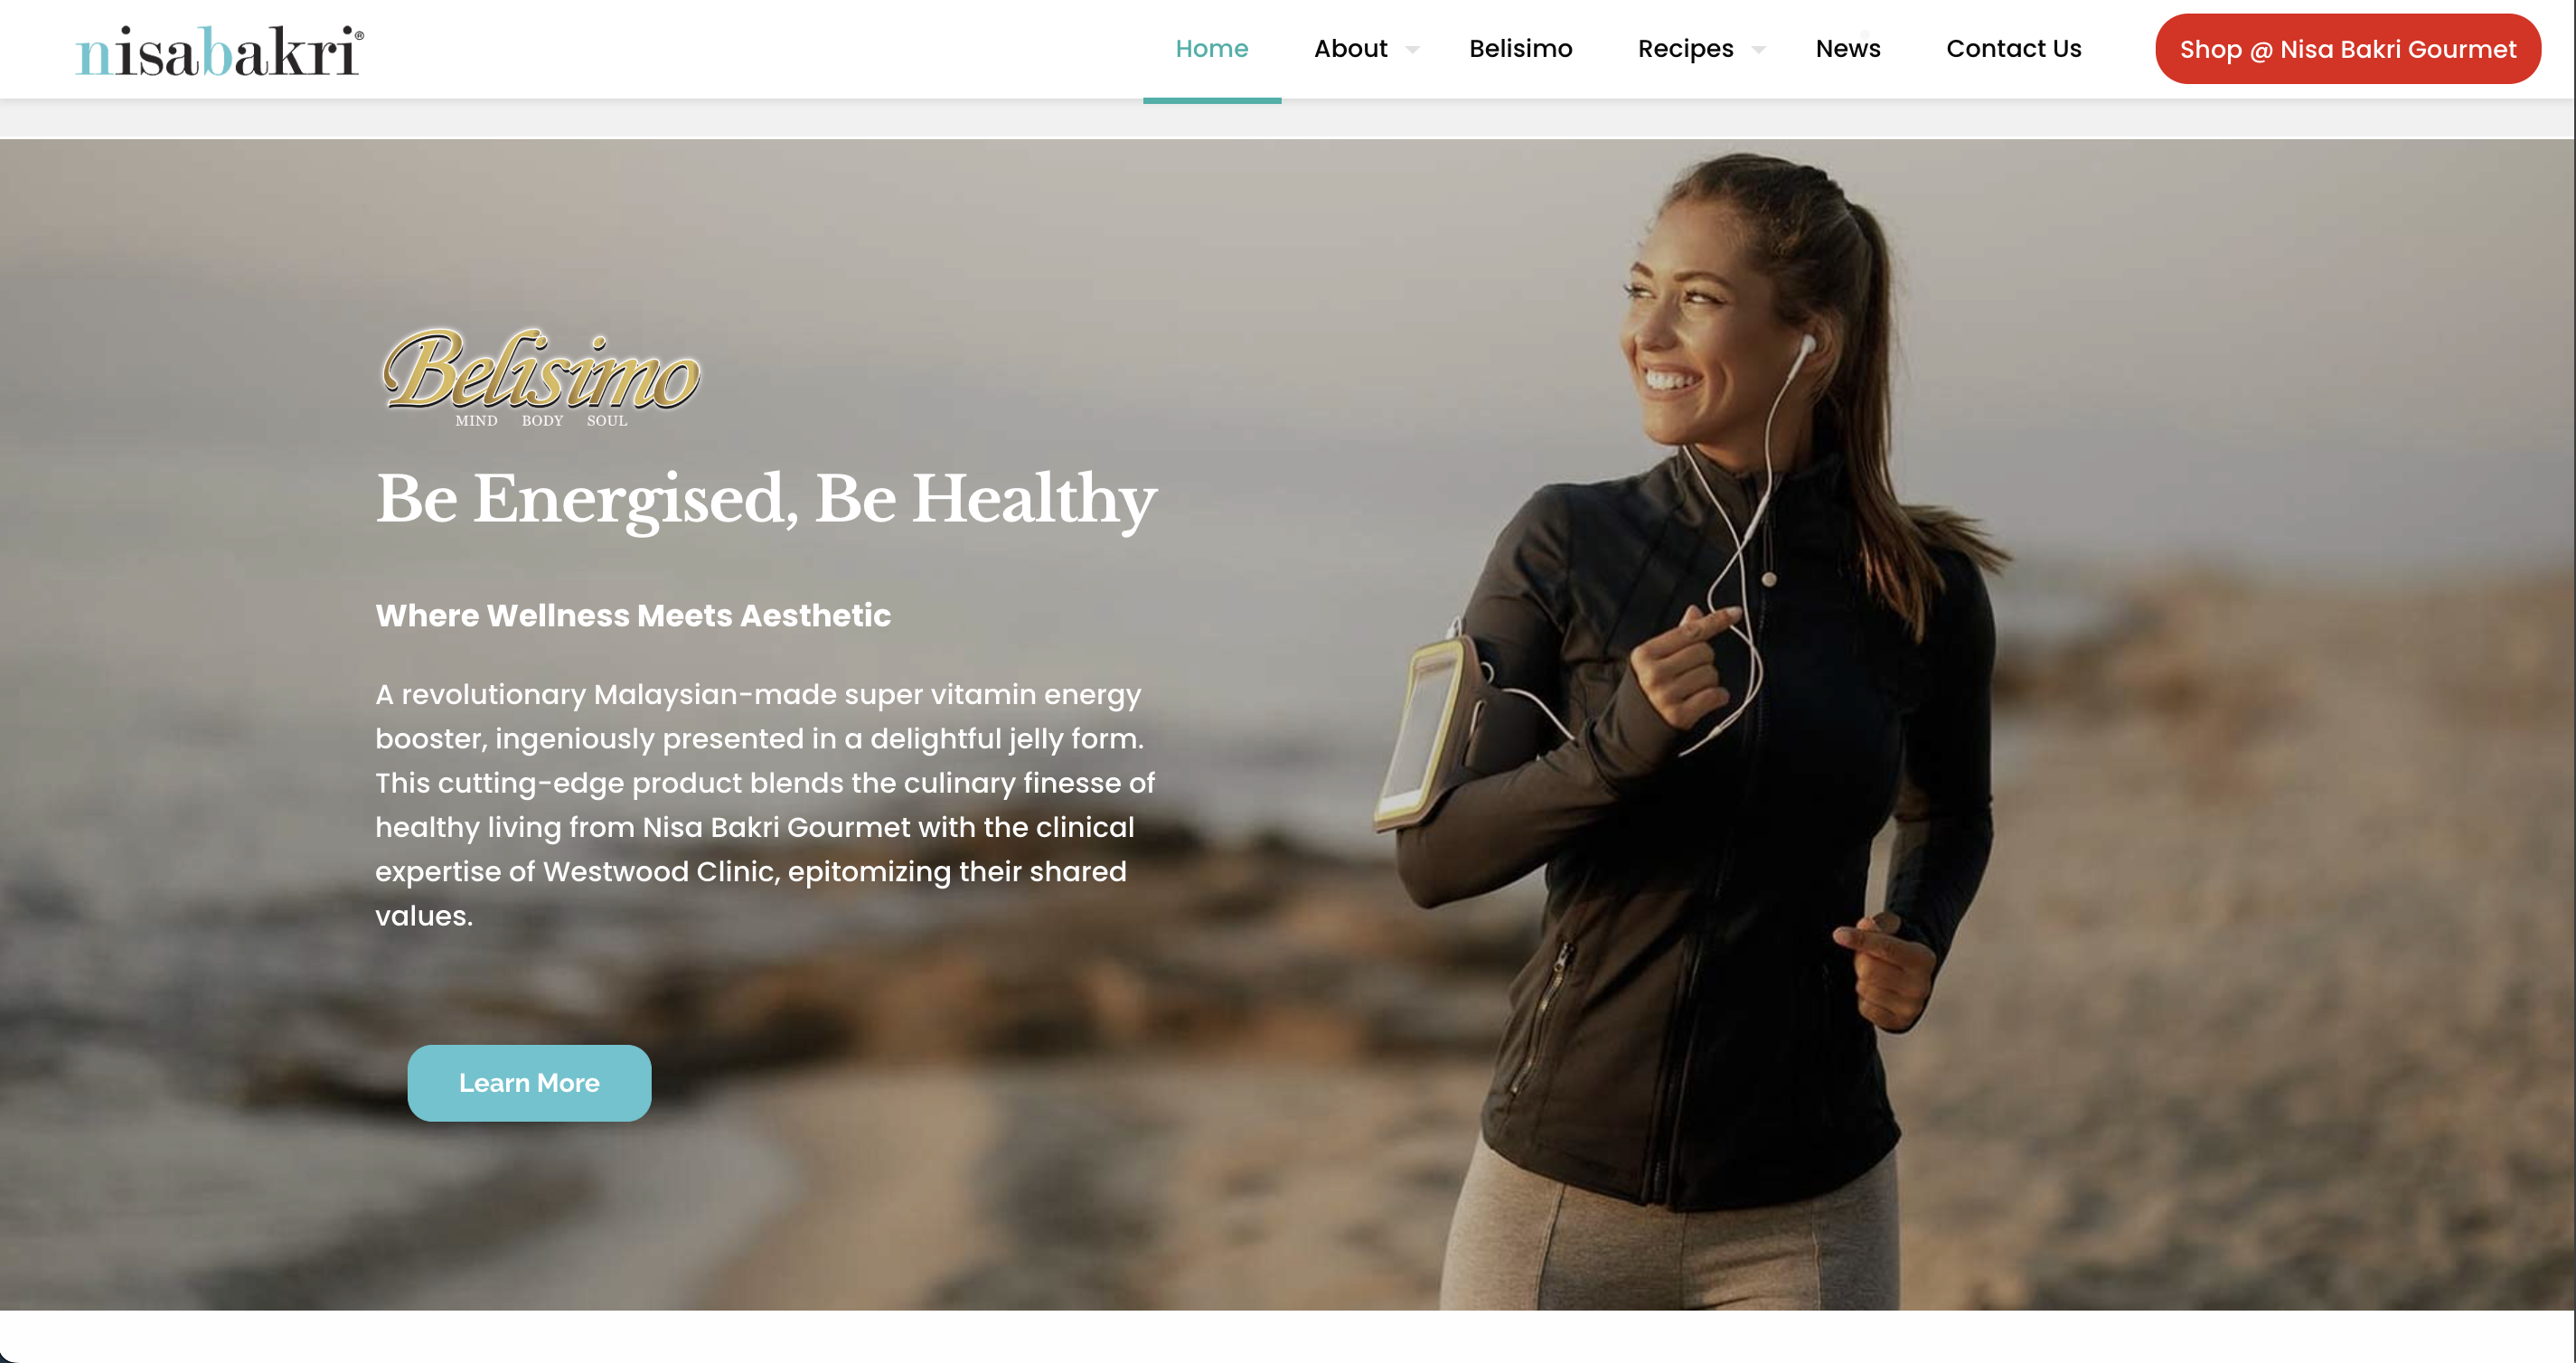 nisabakri®
Home
About
Belisimo
Recipes
News
Contact Us
Shop @ Nisa Bakri Gourmet
Belisimo
MIND BODY SOUL
Be Energised, Be Healthy
Where Wellness Meets Aesthetic
A revolutionary Malaysian-made super vitamin energy
booster, ingeniously presented in a delightful jelly form.
This cutting-edge product blends the culinary finesse of
healthy living from Nisa Bakri Gourmet with the clinical
expertise of Westwood Clinic, epitomizing their shared
values.
Learn More